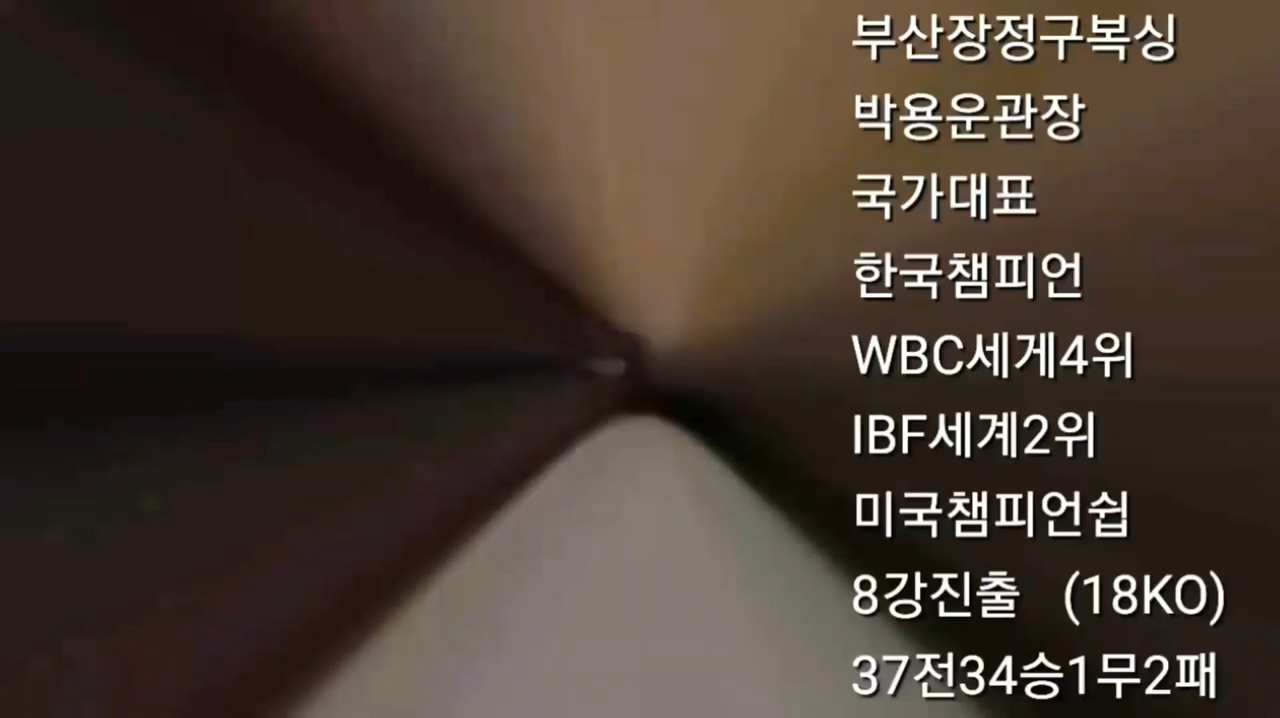 부산장정구복싱
박용운관장
국가대표
한국챔피언
WBC세게4위
IBF세계2위
미국챔피언쉽
8강진출 (18KO)
37전34승1무2패